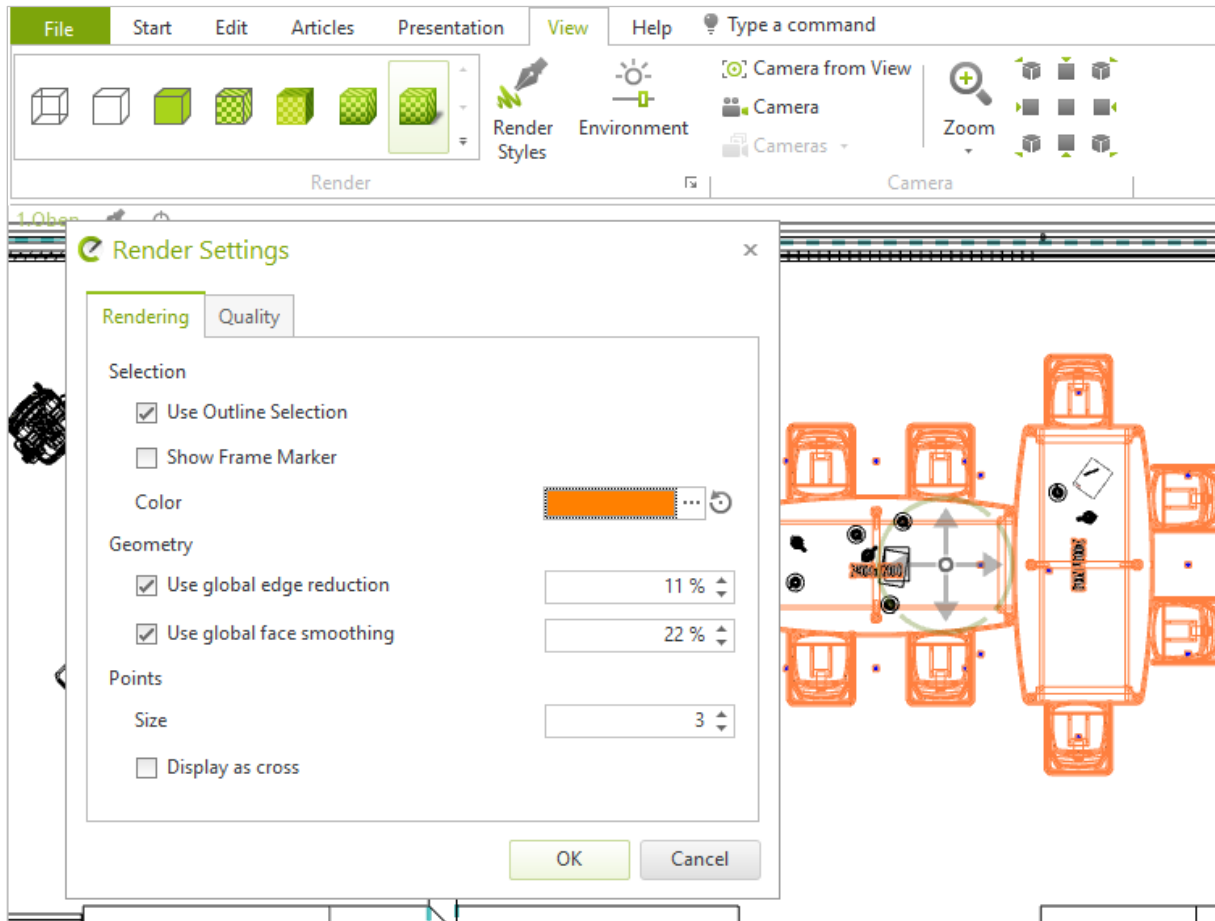 File Start Edit Articles Presentation View Help Type a command
Camera from View
Camera
Cameras
Render Styles
Environment
Zoom
Render
Camera
1.Oben
Render Settings
Rendering Quality
Selection
Use Outline Selection
Show Frame Marker
Color ...
Geometry
Use global edge reduction 11 %
Use global face smoothing 22 %
Points
Size 3
Display as cross
OK Cancel